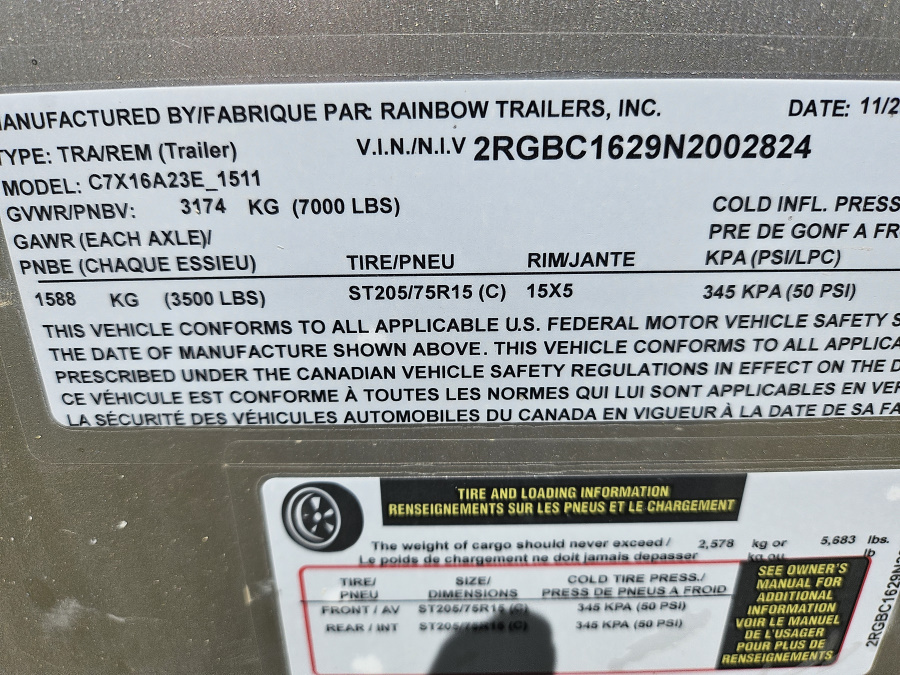 MANUFACTURED BY/FABRIQUE PAR: RAINBOW TRAILERS, INC. DATE: 11/2
TYPE: TRA/REM (Trailer) V.I.N./N.I.V 2RGBC1629N2002824
MODEL: C7X16A23E_1511
GVWR/PNBV: 3174 KG (7000 LBS) COLD INFL. PRESS
GAWR (EACH AXLE)/ PRE DE GONF A FR
PNBE (CHAQUE ESSIEU) TIRE/PNEU RIM/JANTE KPA (PSI/LPC)
1588 KG (3500 LBS) ST205/75R15 (C) 15X5 345 KPA (50 PSI)
THIS VEHICLE CONFORMS TO ALL APPLICABLE U.S. FEDERAL MOTOR VEHICLE SAFETY S
THE DATE OF MANUFACTURE SHOWN ABOVE. THIS VEHICLE CONFORMS TO ALL APPLICA
PRESCRIBED UNDER THE CANADIAN VEHICLE SAFETY REGULATIONS IN EFFECT ON THE D
CE VÉHICULE EST CONFORME À TOUTES LES NORMES QUI LUI SONT APPLICABLES EN VER
LA SÉCURITÉ DES VÉHICULES AUTOMOBILES DU CANADA EN VIGUEUR À LA DATE DE SA FA
TIRE AND LOADING INFORMATION
RENSEIGNEMENTS SUR LES PNEUS ET LE CHARGEMENT
The weight of cargo should never exceed / 2,578 kg or 5,683 lbs.
Le poids de chargement ne doit jamais depasser kg ou lb
TIRE/ SIZE/ COLD TIRE PRESS./
PNEU DIMENSIONS PRESS DE PNEUS A FROID
FRONT / AV ST205/75R15 (C) 345 KPA (50 PSI)
REAR / INT ST205/75R15 (C) 345 KPA (50 PSI)
SEE OWNER'S
MANUAL FOR
ADDITIONAL
INFORMATION
VOIR LE MANUEL
DE L'USAGER
POUR PLUS DE
RENSEIGNEMENTS
2RGBC1629N2